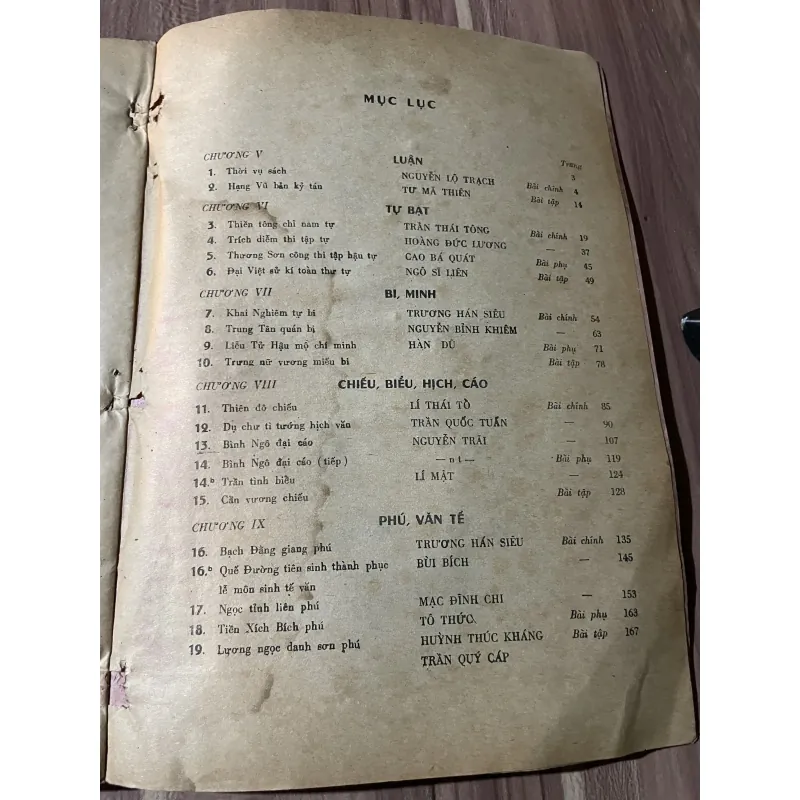 MỤC LỤC
Trang
CHƯƠNG V LUẬN 3
1. Thời vụ sách NGUYỄN LỘ TRẠCH Bài chính 4
2. Hạng Vũ bản kỷ tán TƯ MÃ THIÊN Bài tập 14
CHƯƠNG VI TỰ BẠT
3. Thiền tông chỉ nam tự TRẦN THÁI TÔNG Bài chính 19
4. Trích diễm thi tập tự HOÀNG ĐỨC LƯƠNG — 37
5. Thương Sơn công thi tập hậu tự CAO BÁ QUÁT Bài phụ 45
6. Đại Việt sử kí toàn thư tự NGÔ SĨ LIÊN Bài tập 49
CHƯƠNG VII BI, MINH
7. Khai Nghiêm tự bi TRƯƠNG HÁN SIÊU Bài chính 54
8. Trung Tân quán bi NGUYỄN BỈNH KHIÊM — 63
9. Liễu Tử Hậu mộ chí minh HÀN DŨ Bài phụ 71
10. Trưng nữ vương miếu bi Bài tập 78
CHƯƠNG VIII CHIẾU, BIỂU, HỊCH, CÁO
11. Thiên đô chiếu LÍ THÁI TỔ Bài chính 85
12. Dụ chư tì tướng hịch văn TRẦN QUỐC TUẤN — 90
13. Bình Ngô đại cáo NGUYỄN TRÃI — 107
14. Bình Ngô đại cáo (tiếp) — n t — Bài phụ 119
14.b Trần tình biểu LÍ MẬT — 124
15. Cần vương chiếu Bài tập 128
CHƯƠNG IX PHÚ, VĂN TẾ
16. Bạch Đằng giang phú TRƯƠNG HÁN SIÊU Bài chính 135
16.b Quế Đường tiên sinh thành phục BÙI BÍCH — 145
lễ môn sinh tế văn
17. Ngọc tỉnh liên phú MẠC ĐĨNH CHI — 153
18. Tiền Xích Bích phú TÔ THỨC Bài phụ 163
19. Lương ngọc danh sơn phú HUỲNH THÚC KHÁNG Bài tập 167
TRẦN QUÝ CÁP